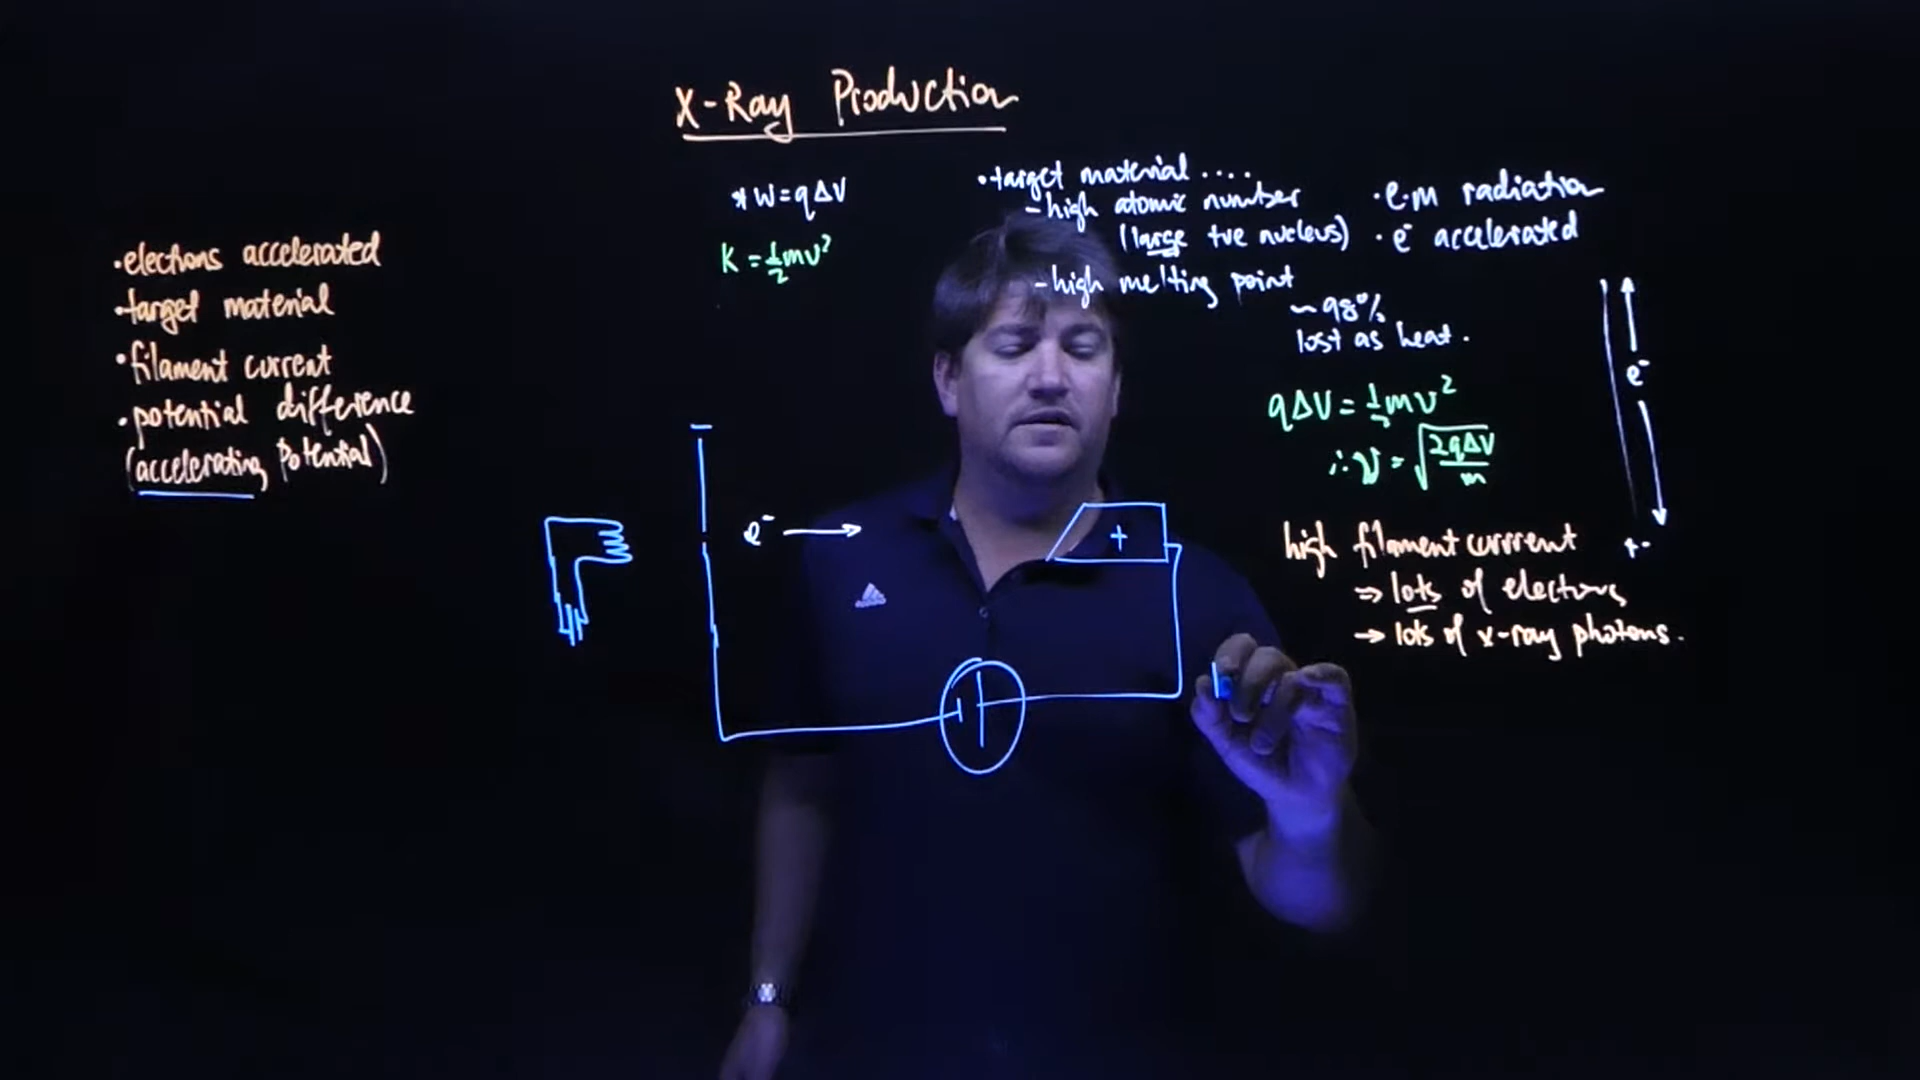 X-Ray Production
* W = qΔV
K = ½mv²
• electrons accelerated
• target material
• filament current
• potential difference
(accelerating potential)
• target material ....
- high atomic number
(large +ve nucleus)
- high melting point
~ 98%
lost as heat.
• e.m radiation
• e⁻ accelerated
qΔV = ½mv²
∴ v = √(2qΔV/m)
e⁻
e⁻ →
+
high filament currrent
⇒ lots of electrons
→ lots of x-ray photons.